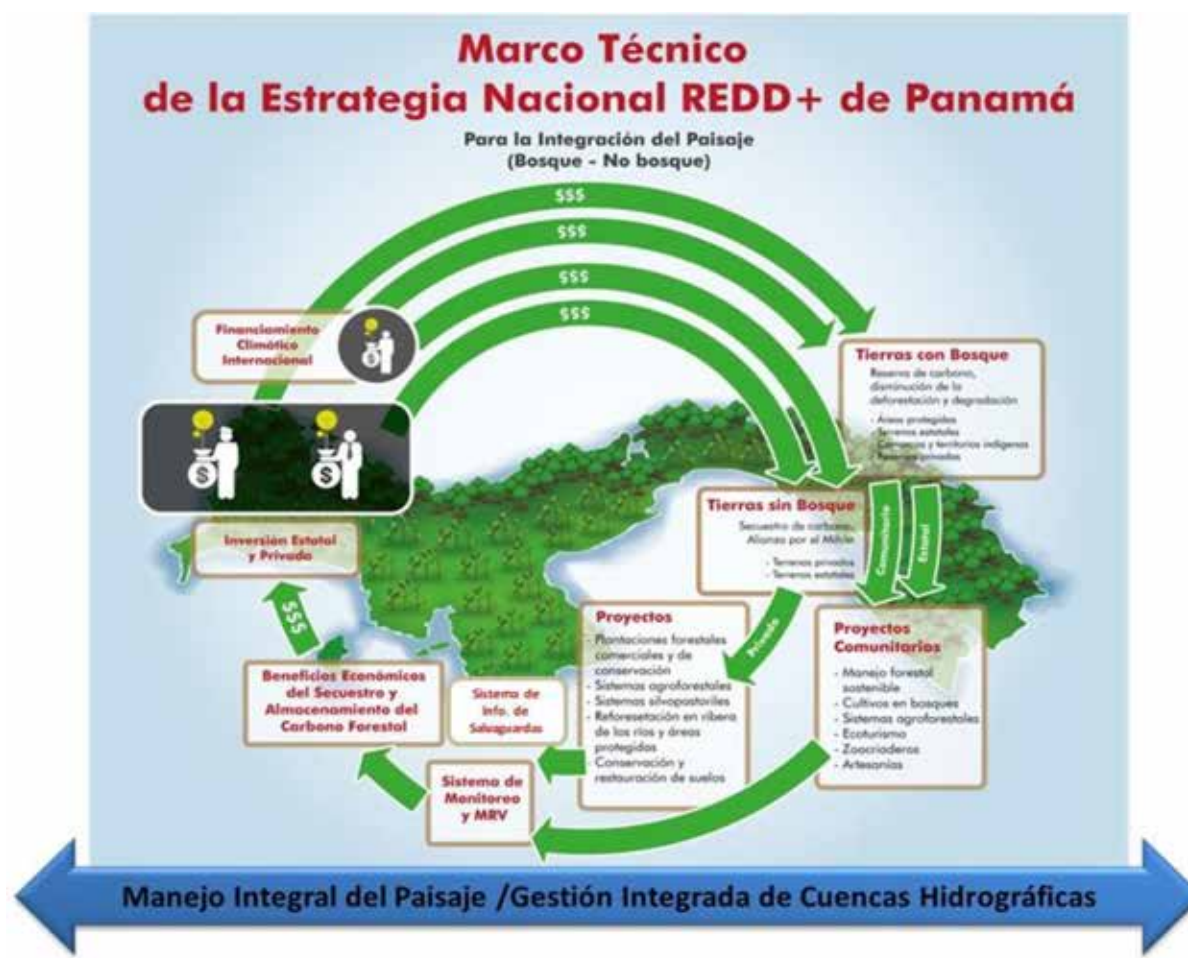 Marco Técnico
de la Estrategia Nacional REDD+ de Panamá
Para la Integración del Paisaje
(Bosque - No bosque)
$$$
$$$
$$$
$$$
Financiamiento
Climático
Internacional
$
$
$
Inversión Estatal
y Privada
$$$
Beneficios Económicos
del Secuestro y
Almacenamiento del
Carbono Forestal
Tierras con Bosque
Reserva de carbono,
disminución de la
deforestación y degradación
- Áreas protegidas
- Terrenos estatales
- Comarcas y territorios indígenas
- Reservas privadas
Tierras sin Bosque
Secuestro de carbono,
Alianza por el Millón
- Terrenos privados
- Terrenos estatales
Comunitario
Estatal
Privado
Proyectos
- Plantaciones forestales
comerciales y de
conservación
- Sistemas agroforestales
- Sistemas silvopastoriles
- Reforesetación en ribera
de los ríos y áreas
protegidas
- Conservación y
restauración de suelos
Proyectos
Comunitarios
- Manejo forestal
sostenible
- Cultivos en bosques
- Sistemas agroforestales
- Ecoturismo
- Zoocriaderos
- Artesanías
Sistema de
Info. de
Salvaguardas
Sistema de
Monitoreo
y MRV
Manejo Integral del Paisaje /Gestión Integrada de Cuencas Hidrográficas